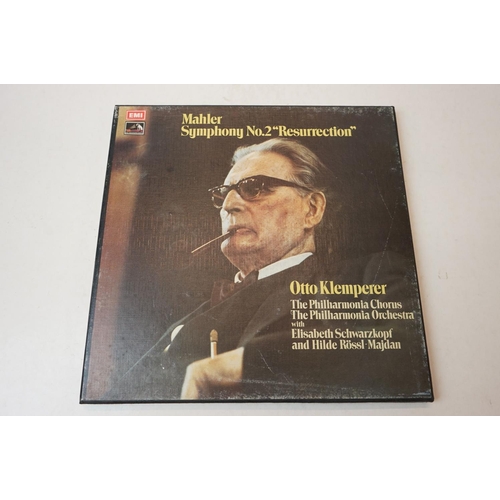 EMI
Mahler
Symphony No.2 "Resurrection"
Otto Klemperer
The Philharmonia Chorus
The Philharmonia Orchestra
with
Elisabeth Schwarzkopf
and Hilde Rössl-Majdan